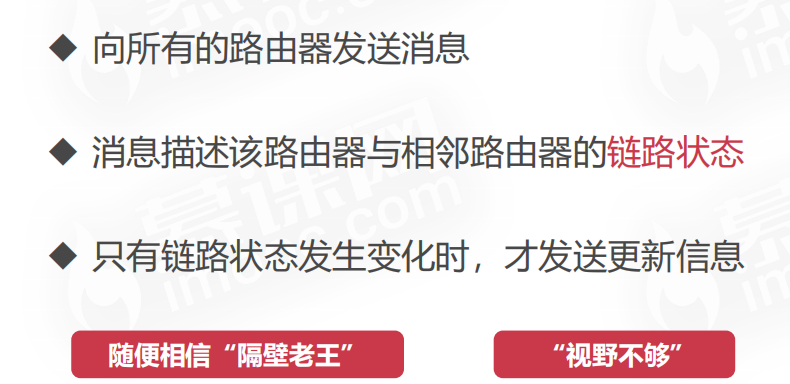 ◆ 向所有的路由器发送消息
◆ 消息描述该路由器与相邻路由器的链路状态
◆ 只有链路状态发生变化时，才发送更新信息
随便相信“隔壁老王” “视野不够”